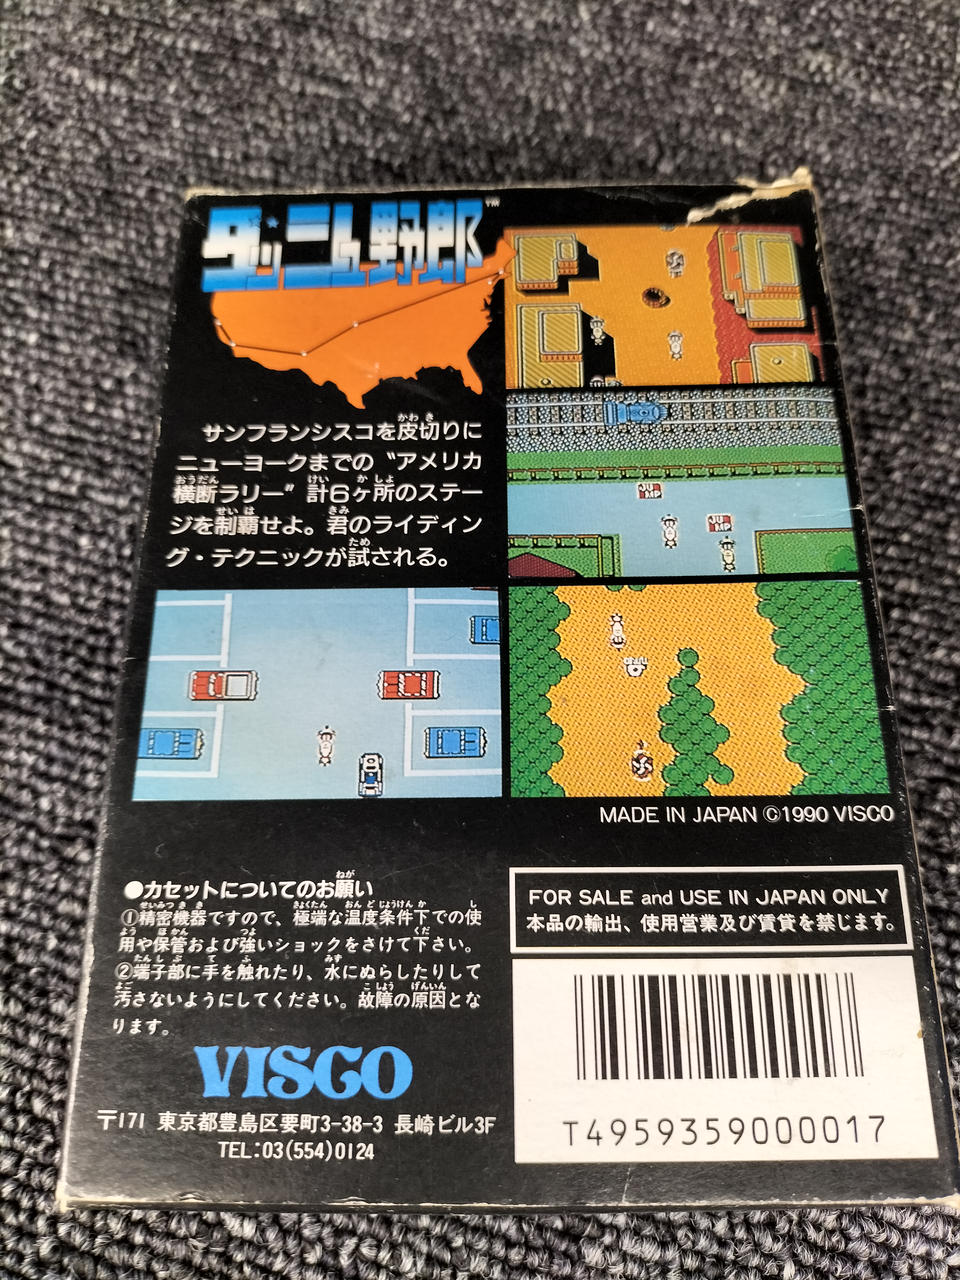 ダッシュ野郎™
サンフランシスコを皮切りに
ニューヨークまでの〝アメリカ
横断ラリー〞計6ヶ所のステー
ジを制覇せよ。君のライディン
グ・テクニックが試される。
JUMP
JUMP
MADE IN JAPAN ©1990 VISCO
●カセットについてのお願い
①精密機器ですので、極端な温度条件下での使
用や保管および強いショックをさけて下さい。
②端子部に手を触れたり、水にぬらしたりして
汚さないようにしてください。故障の原因とな
ります。
VISCO
〒171 東京都豊島区要町3-38-3 長崎ビル3F
TEL:03(554)0124
FOR SALE and USE IN JAPAN ONLY
本品の輸出、使用営業及び賃貸を禁じます。
T4959359000017